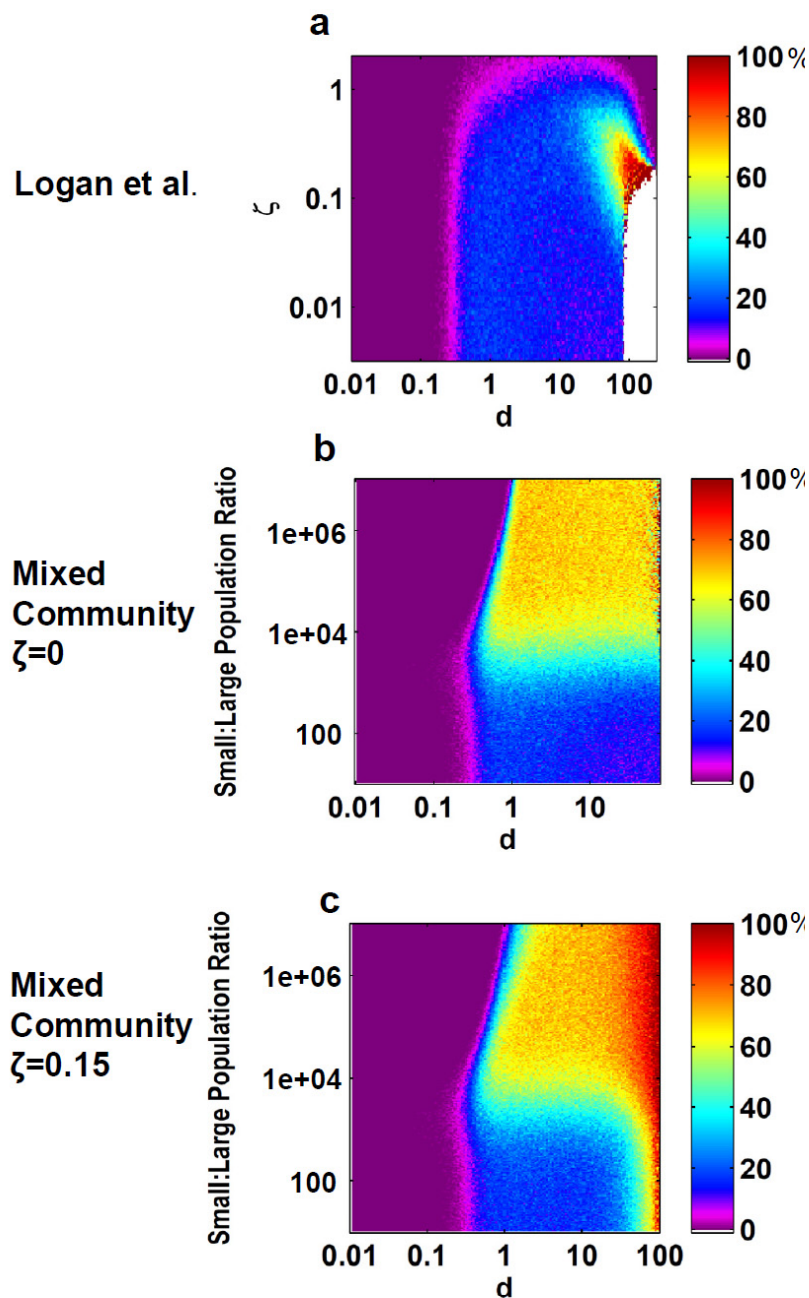 a
Logan et al.
ζ
1
0.1
0.01
0.01 0.1 1 10 100
d
100%
80
60
40
20
0
b
Mixed
Community
ζ=0
Small:Large Population Ratio
1e+06
1e+04
100
0.01 0.1 1 10
d
100%
80
60
40
20
0
c
Mixed
Community
ζ=0.15
Small:Large Population Ratio
1e+06
1e+04
100
0.01 0.1 1 10 100
d
100%
80
60
40
20
0